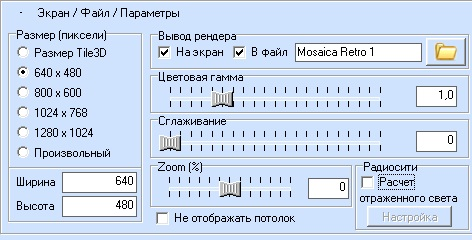 - Экран / Файл / Параметры
Размер (пиксели)
Размер Tile3D
640 x 480
800 x 600
1024 x 768
1280 x 1024
Произвольный
Ширина 640
Высота 480
Вывод рендера
На экран В файл Mosaica Retro 1
Цветовая гамма
1,0
Сглаживание
0
Zoom (%)
0
Не отображать потолок
Радиосити
Расчет
отраженного света
Настройка